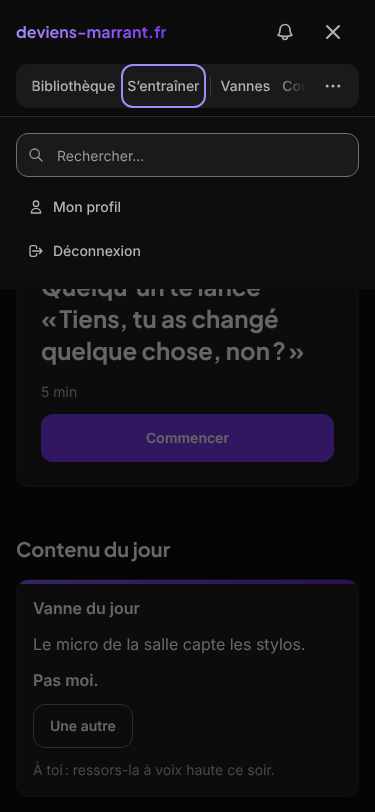 deviens-marrant.fr
Bibliothèque S’entraîner Vannes
Rechercher...
Mon profil
Déconnexion
Quelqu’un te lance
« Tiens, tu as changé
quelque chose, non ? »
5 min
Commencer
Contenu du jour
Vanne du jour
Le micro de la salle capte les stylos.
Pas moi.
Une autre
À toi : ressors-la à voix haute ce soir.